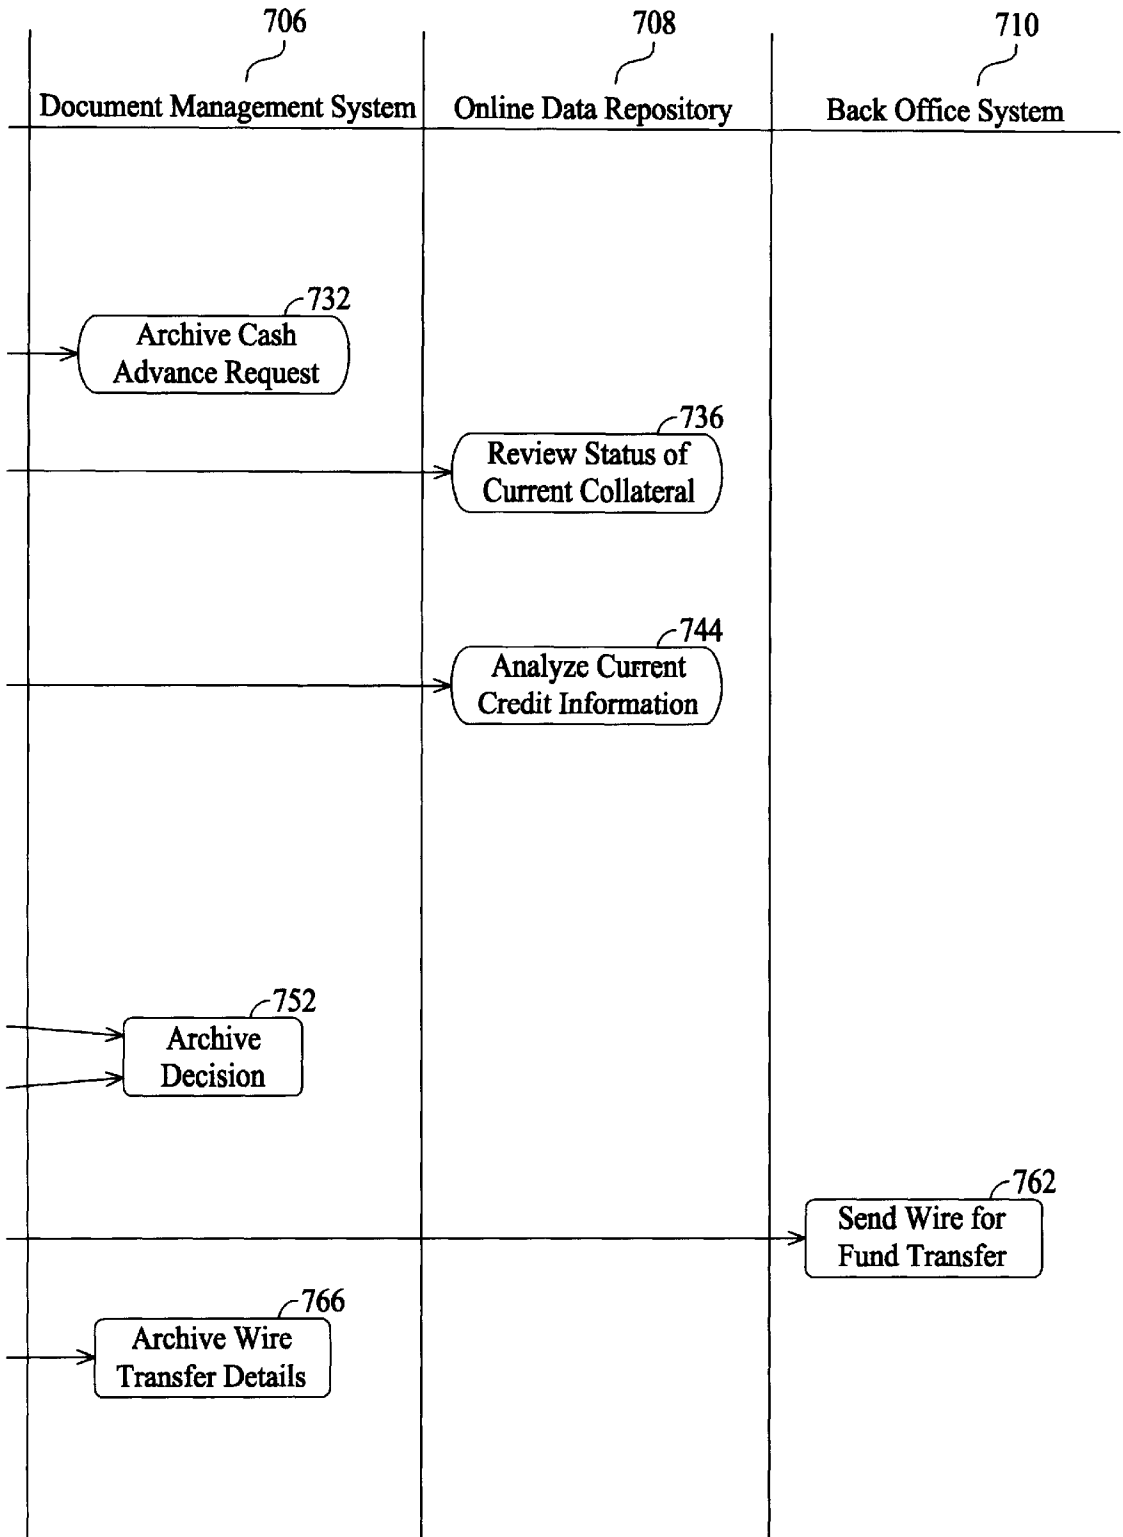 706
708
710
Document Management System
Online Data Repository
Back Office System
732
Archive Cash
Advance Request
736
Review Status of
Current Collateral
744
Analyze Current
Credit Information
752
Archive
Decision
762
Send Wire for
Fund Transfer
766
Archive Wire
Transfer Details